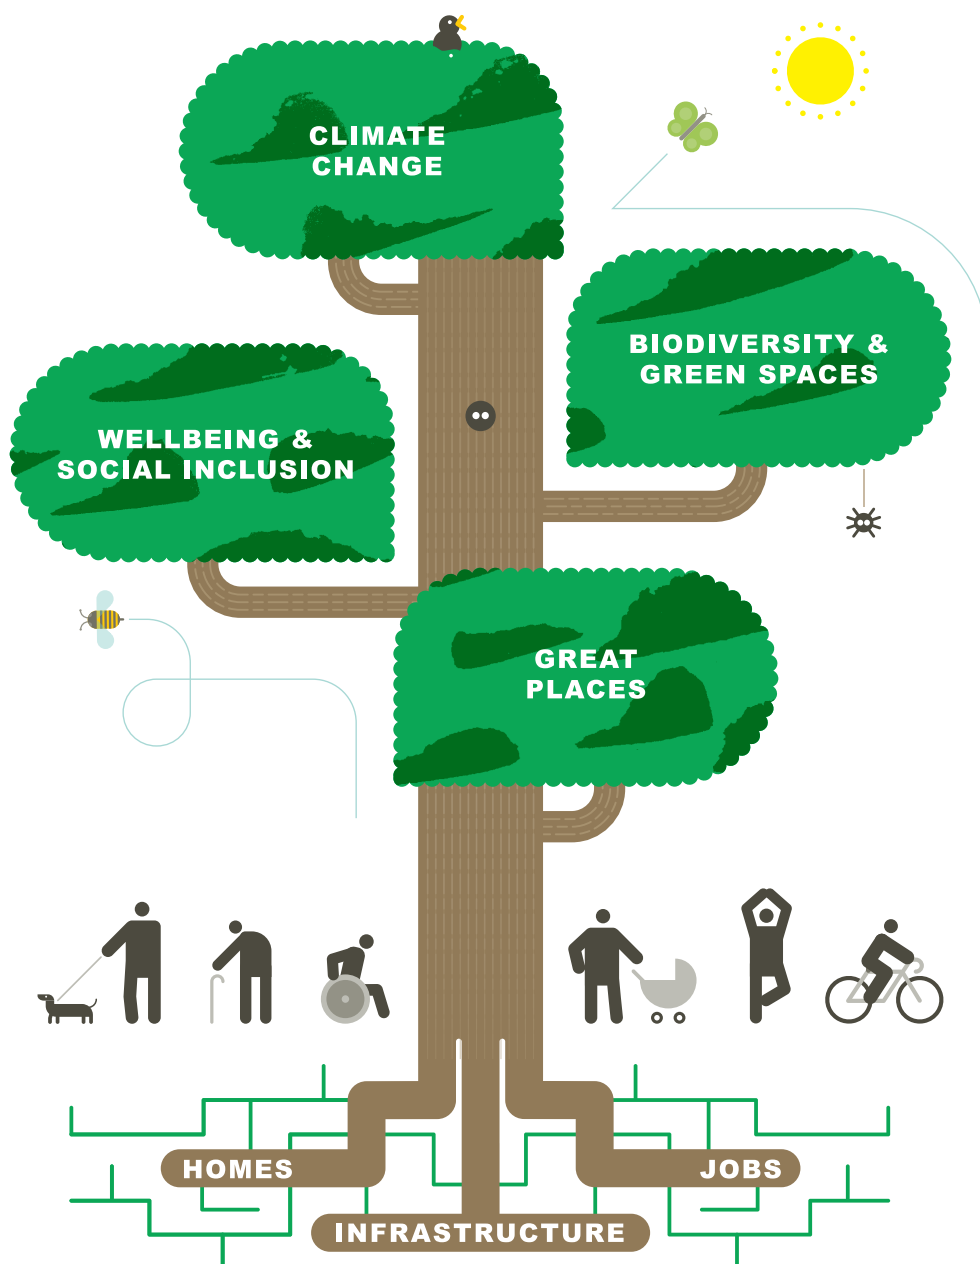 CLIMATE
CHANGE
BIODIVERSITY &
GREEN SPACES
WELLBEING &
SOCIAL INCLUSION
GREAT
PLACES
HOMES
JOBS
INFRASTRUCTURE